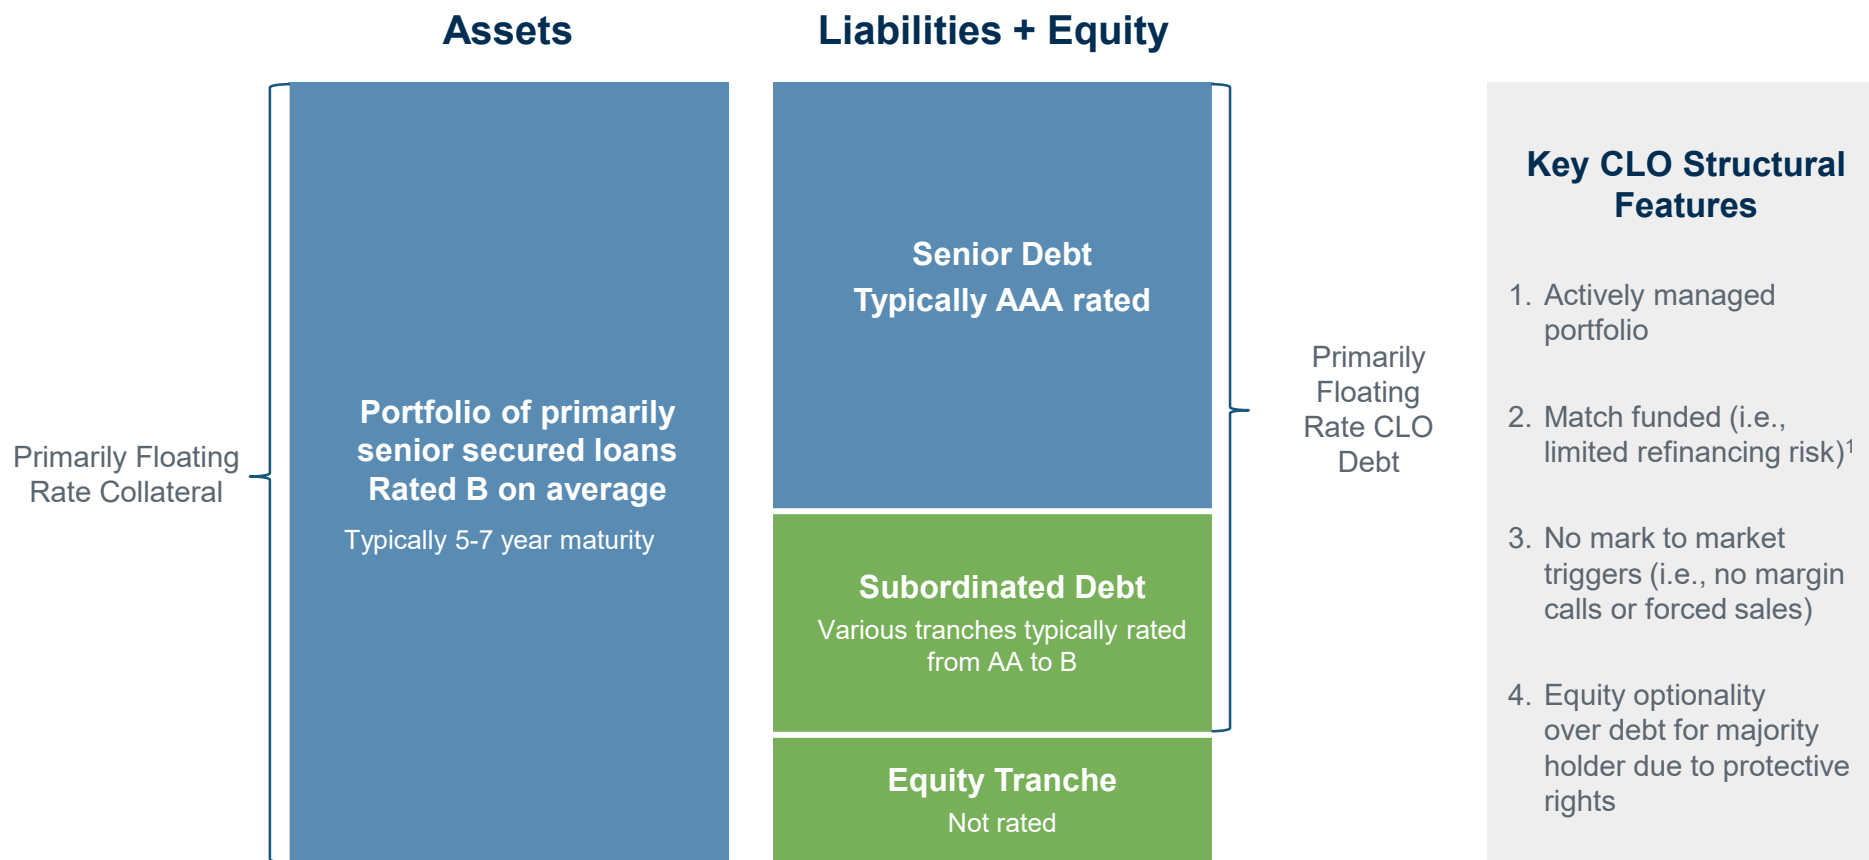 Assets
Liabilities + Equity
Primarily Floating
Rate Collateral
Portfolio of primarily
senior secured loans
Rated B on average
Typically 5-7 year maturity
Senior Debt
Typically AAA rated
Subordinated Debt
Various tranches typically rated
from AA to B
Equity Tranche
Not rated
Primarily
Floating
Rate CLO
Debt
Key CLO Structural
Features
1. Actively managed
portfolio
2. Match funded (i.e.,
limited refinancing risk)¹
3. No mark to market
triggers (i.e., no margin
calls or forced sales)
4. Equity optionality
over debt for majority
holder due to protective
rights